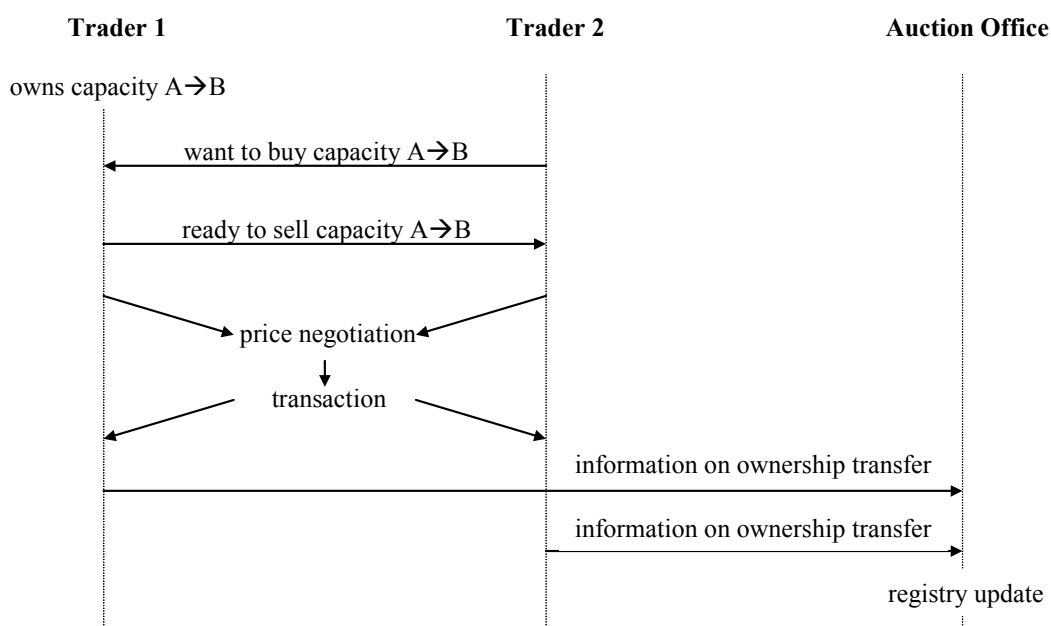 Trader 1
Trader 2
Auction Office
owns capacity A→B
want to buy capacity A→B
ready to sell capacity A→B
price negotiation
transaction
information on ownership transfer
information on ownership transfer
registry update